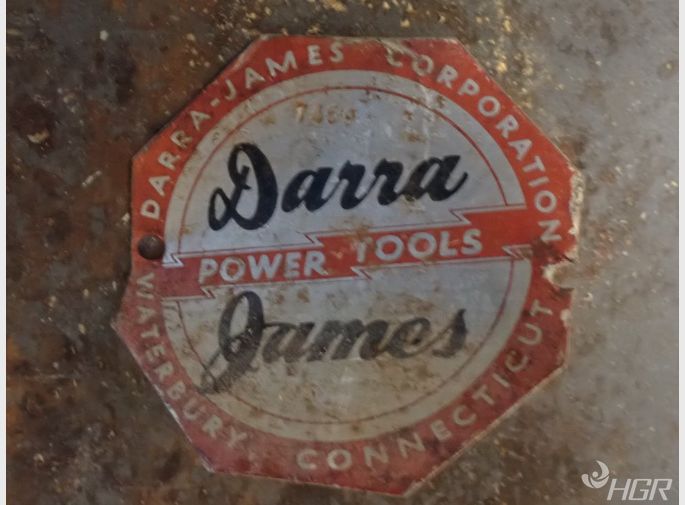 DARRA-JAMES CORPORATION
Darra
POWER TOOLS
James
WATERBURY, CONNECTICUT
HGR